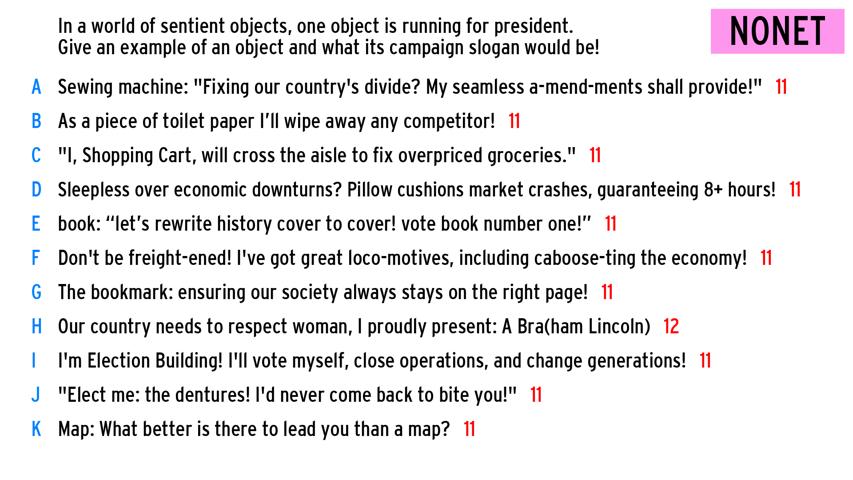 In a world of sentient objects, one object is running for president.
Give an example of an object and what its campaign slogan would be!
NONET
A Sewing machine: "Fixing our country's divide? My seamless a-mend-ments shall provide!" 11
B As a piece of toilet paper I’ll wipe away any competitor! 11
C "I, Shopping Cart, will cross the aisle to fix overpriced groceries." 11
D Sleepless over economic downturns? Pillow cushions market crashes, guaranteeing 8+ hours! 11
E book: “let’s rewrite history cover to cover! vote book number one!” 11
F Don't be freight-ened! I've got great loco-motives, including caboose-ting the economy! 11
G The bookmark: ensuring our society always stays on the right page! 11
H Our country needs to respect woman, I proudly present: A Bra(ham Lincoln) 12
I I'm Election Building! I'll vote myself, close operations, and change generations! 11
J "Elect me: the dentures! I'd never come back to bite you!" 11
K Map: What better is there to lead you than a map? 11